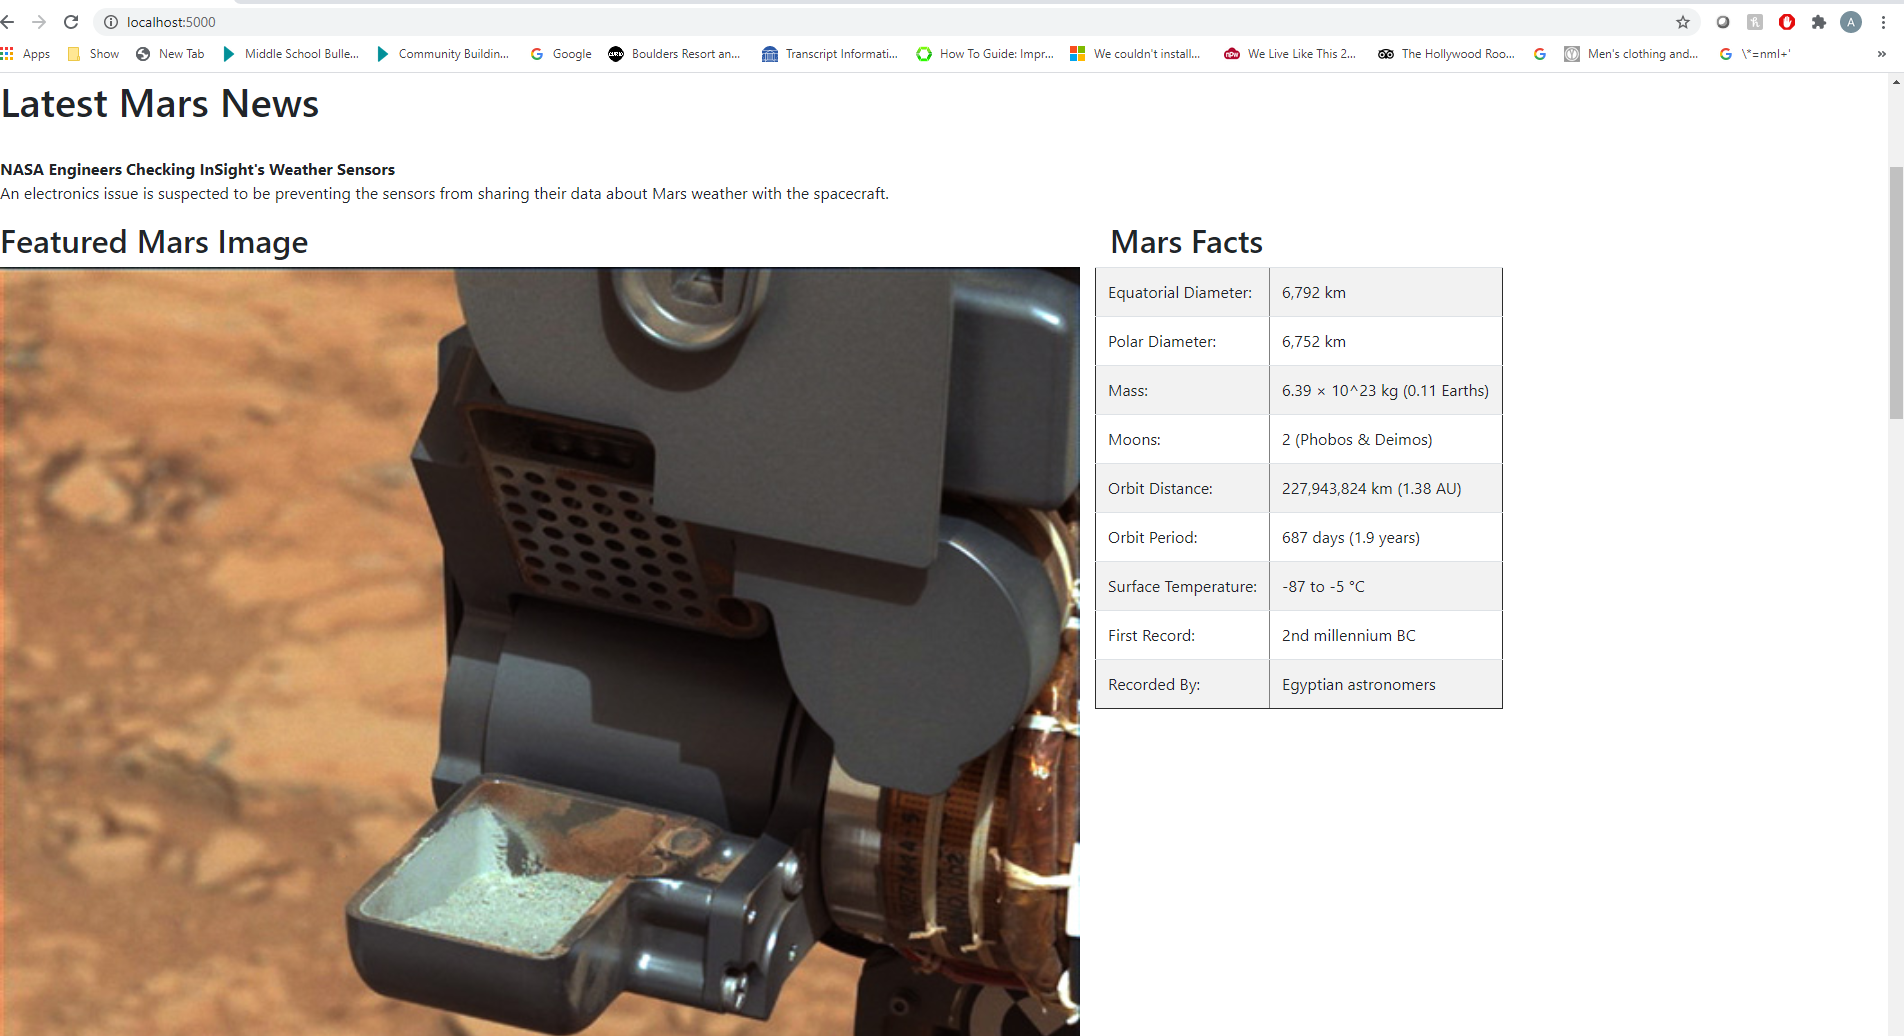 localhost:5000
A
Apps Show New Tab Middle School Bulle... Community Buildin... Google Boulders Resort an... Transcript Informati... How To Guide: Impr... We couldn't install... We Live Like This 2... The Hollywood Roo... Men's clothing and... \*=nml+' »
Latest Mars News
NASA Engineers Checking InSight's Weather Sensors
An electronics issue is suspected to be preventing the sensors from sharing their data about Mars weather with the spacecraft.
Featured Mars Image
Mars Facts
Equatorial Diameter: 6,792 km
Polar Diameter: 6,752 km
Mass: 6.39 × 10^23 kg (0.11 Earths)
Moons: 2 (Phobos & Deimos)
Orbit Distance: 227,943,824 km (1.38 AU)
Orbit Period: 687 days (1.9 years)
Surface Temperature: -87 to -5 °C
First Record: 2nd millennium BC
Recorded By: Egyptian astronomers